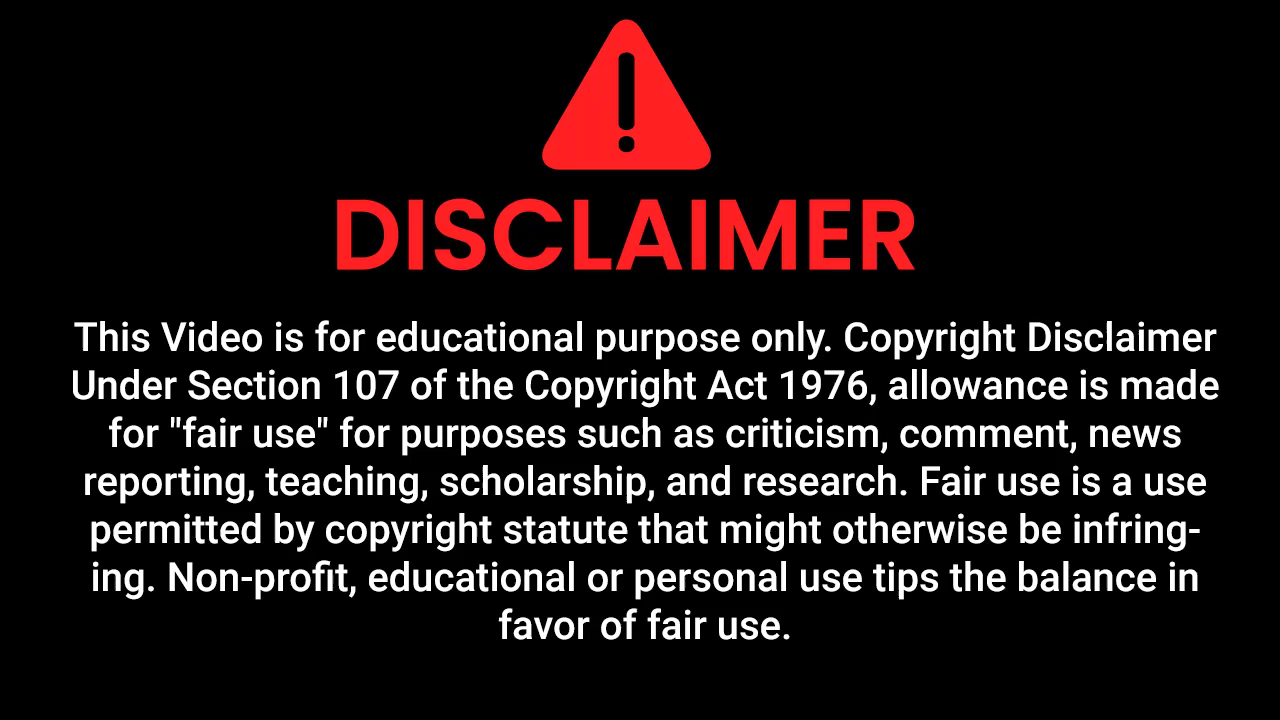 DISCLAIMER
This Video is for educational purpose only. Copyright Disclaimer
Under Section 107 of the Copyright Act 1976, allowance is made
for "fair use" for purposes such as criticism, comment, news
reporting, teaching, scholarship, and research. Fair use is a use
permitted by copyright statute that might otherwise be infring-
ing. Non-profit, educational or personal use tips the balance in
favor of fair use.